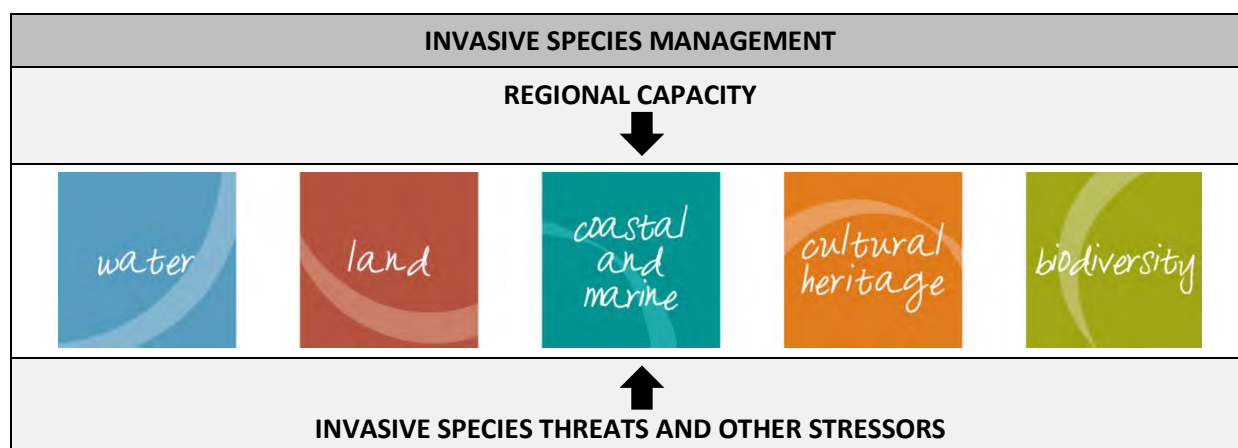 INVASIVE SPECIES MANAGEMENT
REGIONAL CAPACITY
water
land
coastal
and
marine
cultural
heritage
biodiversity
INVASIVE SPECIES THREATS AND OTHER STRESSORS